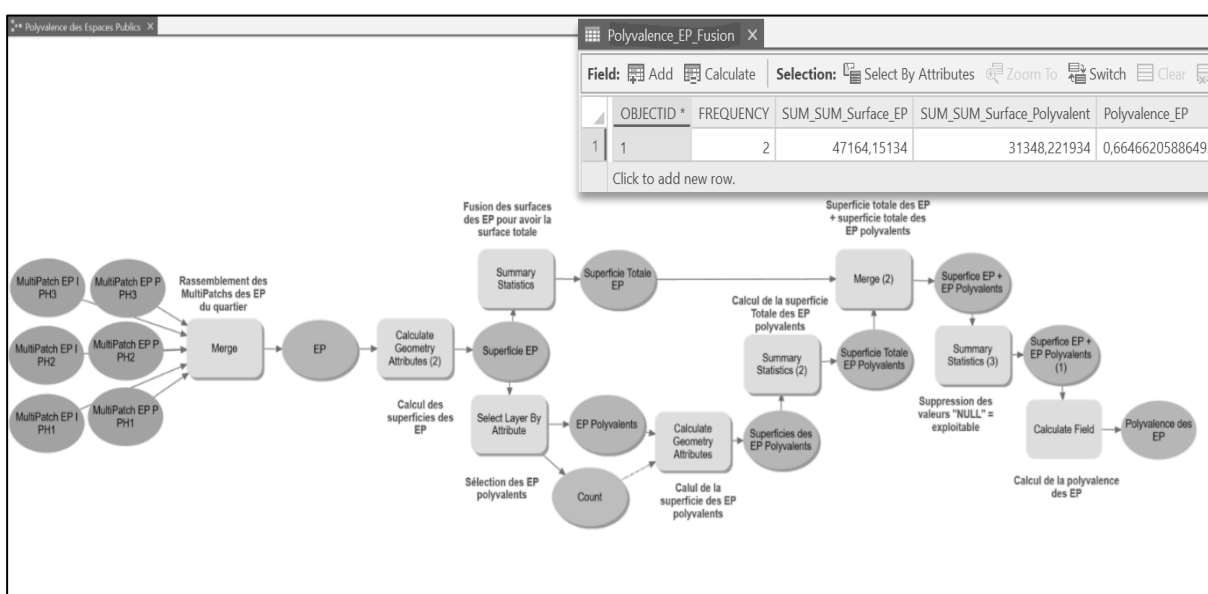 Polyvalence des Espaces Publics ×
Polyvalence_EP_Fusion ×
Field: Add Calculate Selection: Select By Attributes Zoom To Switch Clear
OBJECTID * FREQUENCY SUM_SUM_Surface_EP SUM_SUM_Surface_Polyvalent Polyvalence_EP
1 1 2 47164,15134 31348,221934 0,6646620588649
Click to add new row.
Fusion des surfaces
des EP pour avoir la
surface totale
Superficie totale des EP
+ superficie totale des
EP polyvalents
MultiPatch EP I
PH3
MultiPatch EP P
PH3
Rassemblement des
MultiPatchs des EP
du quartier
Summary
Statistics
Superficie Totale
EP
Merge (2)
Superfice EP +
EP Polyvalents
Calcul de la superficie
Totale des EP
polyvalents
MultiPatch EP I
PH2
MultiPatch EP P
PH2
Merge
EP
Calculate
Geometry
Attributes (2)
Superficie EP
Summary
Statistics (2)
Superficie Totale
EP Polyvalents
Summary
Statistics (3)
Superfice EP +
EP Polyvalents
(1)
MultiPatch EP I
PH1
MultiPatch EP P
PH1
Calcul des
superficies des
EP
Select Layer By
Attribute
EP Polyvalents
Calculate
Geometry
Attributes
Superficies des
EP Polyvalents
Suppression des
valeurs "NULL" =
exploitable
Calculate Field
Polyvalence des
EP
Sélection des EP
polyvalents
Count
Calul de la
superficie des EP
polyvalents
Calcul de la polyvalence
des EP